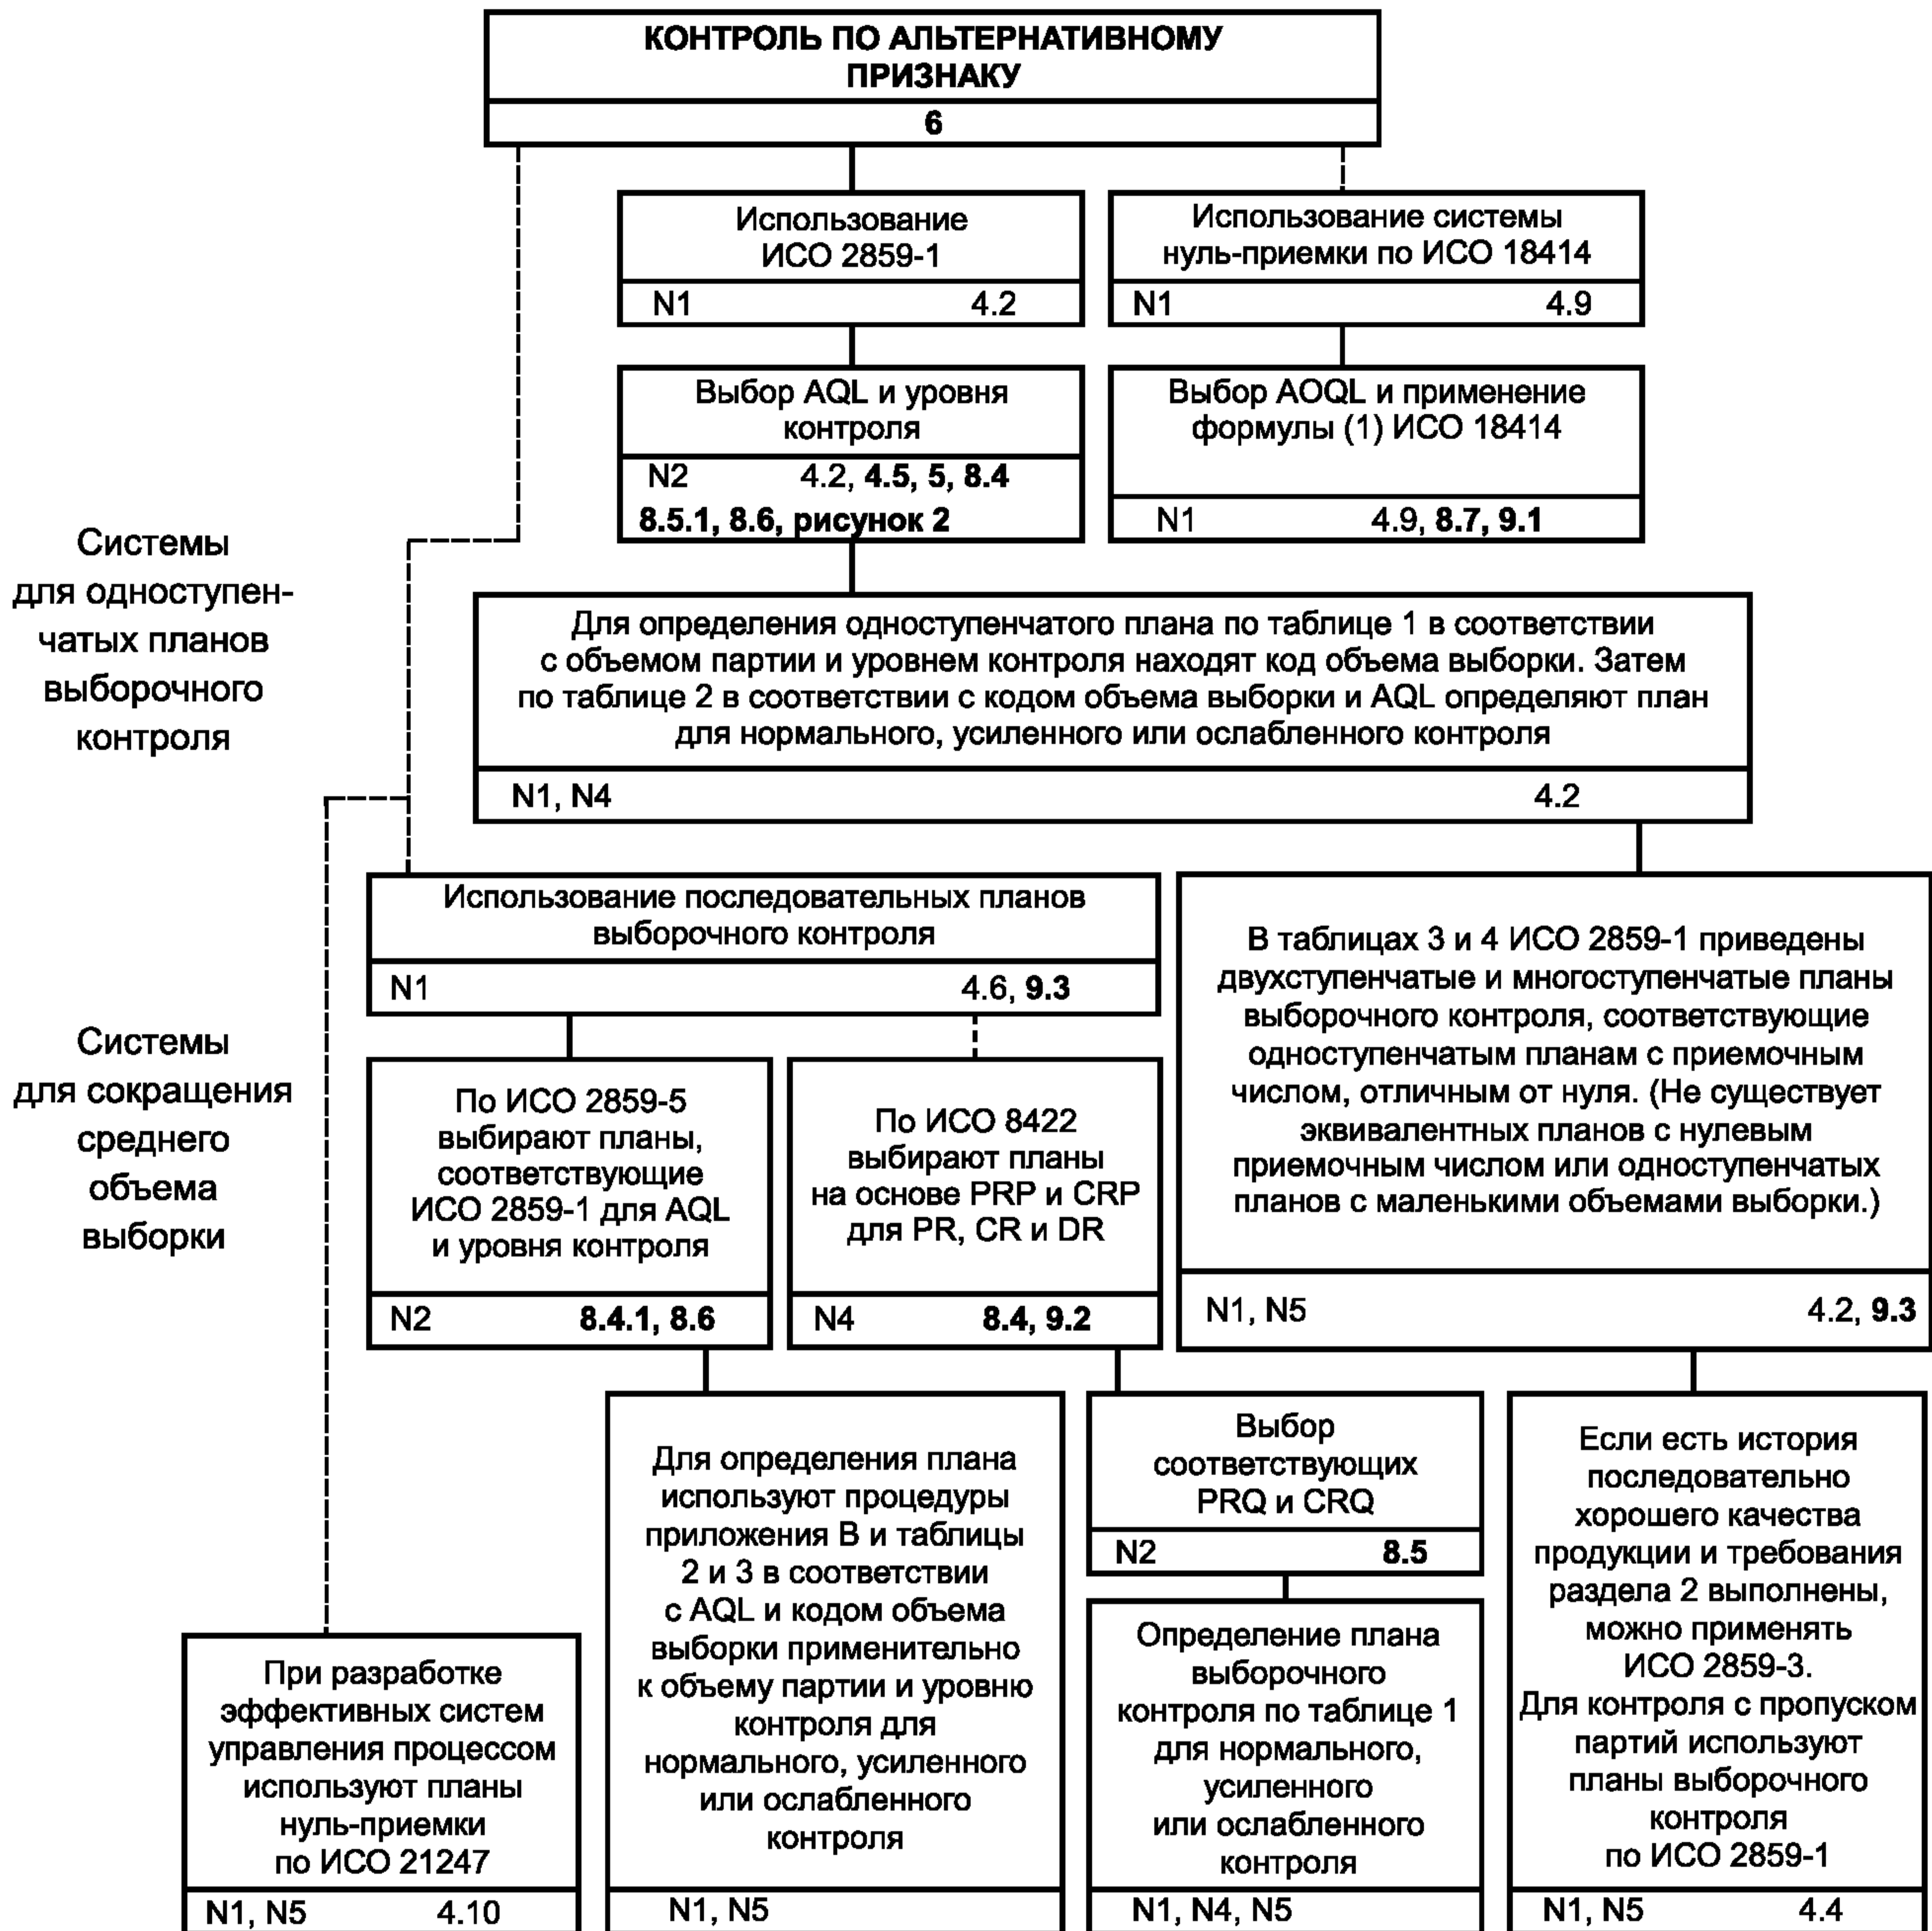 КОНТРОЛЬ ПО АЛЬТЕРНАТИВНОМУ
ПРИЗНАКУ
6
Использование
ИСО 2859-1
N1 4.2
Использование системы
нуль-приемки по ИСО 18414
N1 4.9
Выбор AQL и уровня
контроля
N2 4.2, 4.5, 5, 8.4
8.5.1, 8.6, рисунок 2
Выбор AOQL и применение
формулы (1) ИСО 18414
N1 4.9, 8.7, 9.1
Системы
для одноступен-
чатых планов
выборочного
контроля
Для определения одноступенчатого плана по таблице 1 в соответствии
с объемом партии и уровнем контроля находят код объема выборки. Затем
по таблице 2 в соответствии с кодом объема выборки и AQL определяют план
для нормального, усиленного или ослабленного контроля
N1, N4 4.2
Использование последовательных планов
выборочного контроля
N1 4.6, 9.3
В таблицах 3 и 4 ИСО 2859-1 приведены
двухступенчатые и многоступенчатые планы
выборочного контроля, соответствующие
одноступенчатым планам с приемочным
числом, отличным от нуля. (Не существует
эквивалентных планов с нулевым
приемочным числом или одноступенчатых
планов с маленькими объемами выборки.)
N1, N5 4.2, 9.3
Системы
для сокращения
среднего
объема
выборки
По ИСО 2859-5
выбирают планы,
соответствующие
ИСО 2859-1 для AQL
и уровня контроля
N2 8.4.1, 8.6
По ИСО 8422
выбирают планы
на основе PRP и CRP
для PR, CR и DR
N4 8.4, 9.2
При разработке
эффективных систем
управления процессом
используют планы
нуль-приемки
по ИСО 21247
N1, N5 4.10
Для определения плана
используют процедуры
приложения В и таблицы
2 и 3 в соответствии
с AQL и кодом объема
выборки применительно
к объему партии и уровню
контроля для
нормального, усиленного
или ослабленного
контроля
N1, N5
Выбор
соответствующих
PRQ и CRQ
N2 8.5
Определение плана
выборочного
контроля по таблице 1
для нормального,
усиленного
или ослабленного
контроля
N1, N4, N5
Если есть история
последовательно
хорошего качества
продукции и требования
раздела 2 выполнены,
можно применять
ИСО 2859-3.
Для контроля с пропуском
партий используют
планы выборочного
контроля
по ИСО 2859-1
N1, N5 4.4